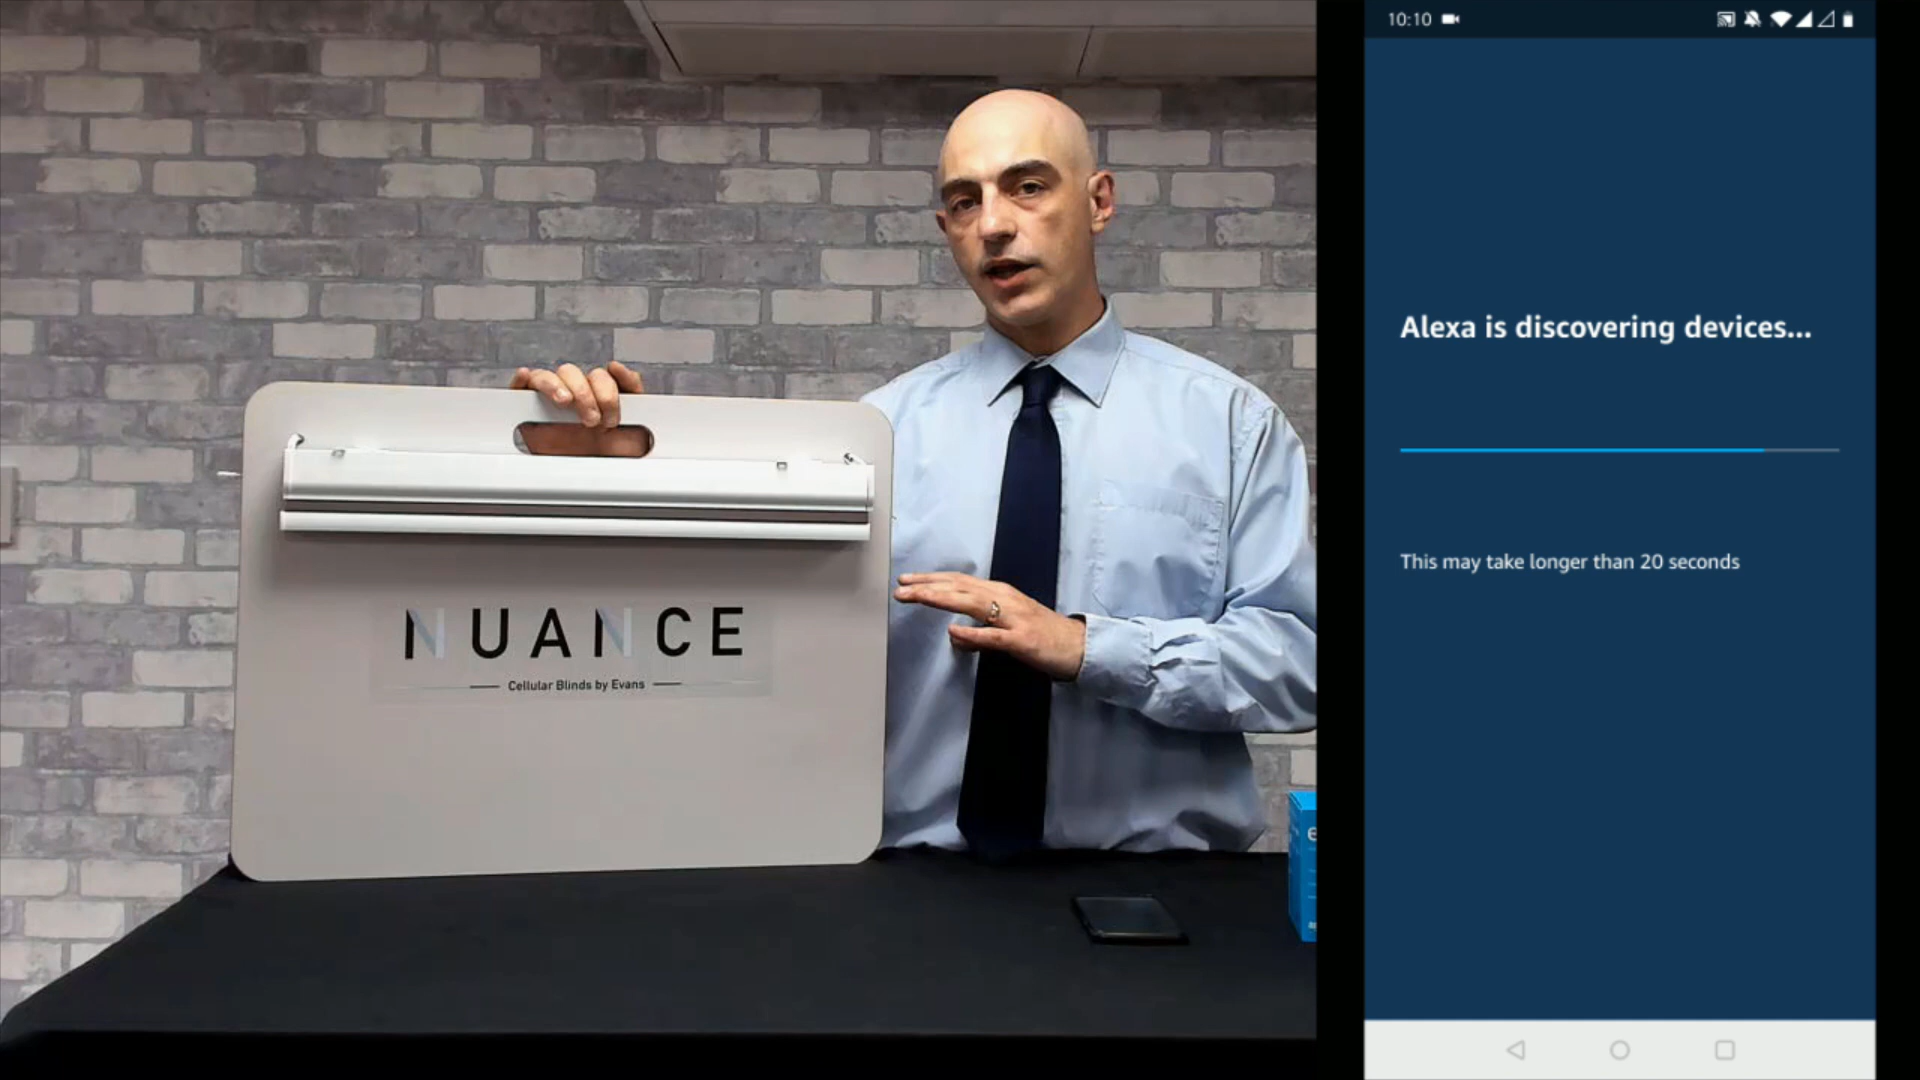 NUANCE
Cellular Blinds by Evans
10:10
Alexa is discovering devices...
This may take longer than 20 seconds